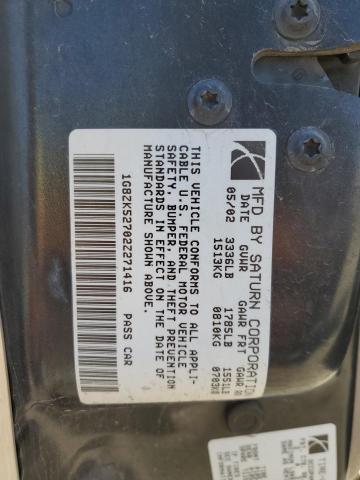 MFD BY SATURN CORPORATIO
DATE GVWR GAWR FRT GAWR
05/02 3336LB 1785LB 1551LB
1513KG 0810KG 0703KG
THIS VEHICLE CONFORMS TO ALL APPLI-
CABLE U.S. FEDERAL MOTOR VEHICLE
SAFETY, BUMPER, AND THEFT PREVENTION
STANDARDS IN EFFECT ON THE DATE OF
MANUFACTURE SHOWN ABOVE.
1G8ZK52702Z271416 PASS CAR
TIRE-